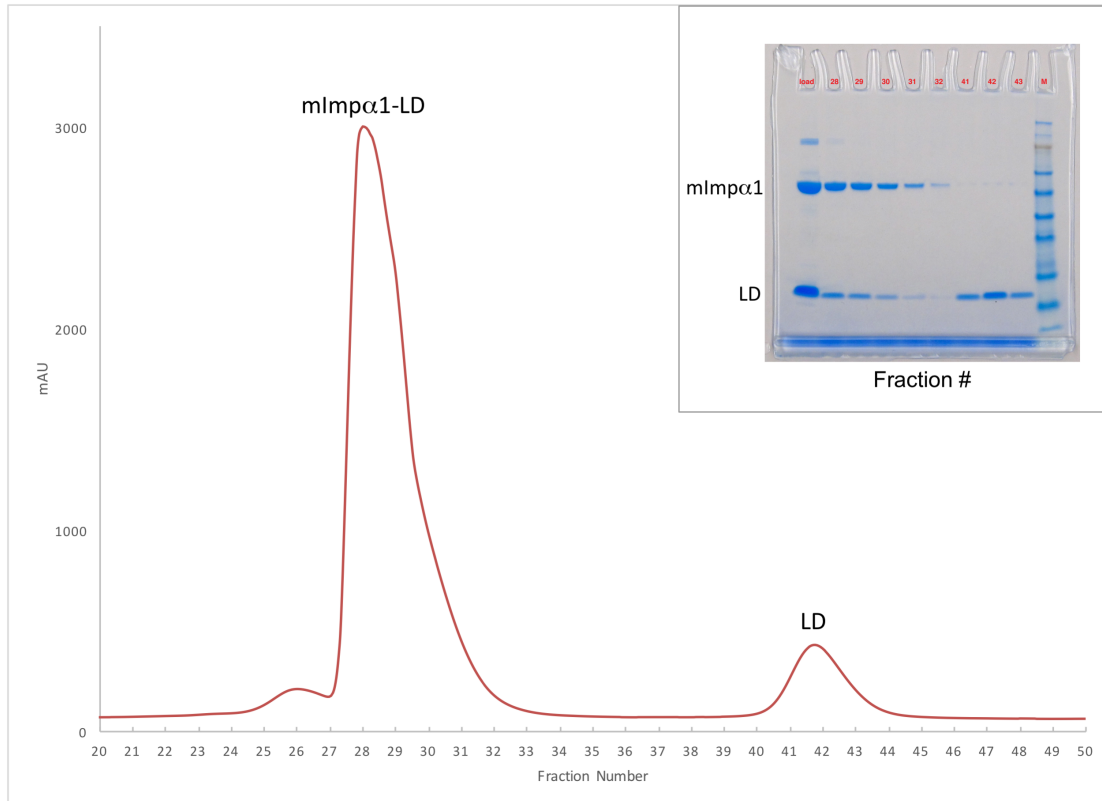 mImpα1-LD
3000
2000
1000
0
mAU
LD
20 21 22 23 24 25 26 27 28 29 30 31 32 33 34 35 36 37 38 39 40 41 42 43 44 45 46 47 48 49 50
Fraction Number
load 28 29 30 31 32 41 42 43 M
mImpα1
LD
Fraction #